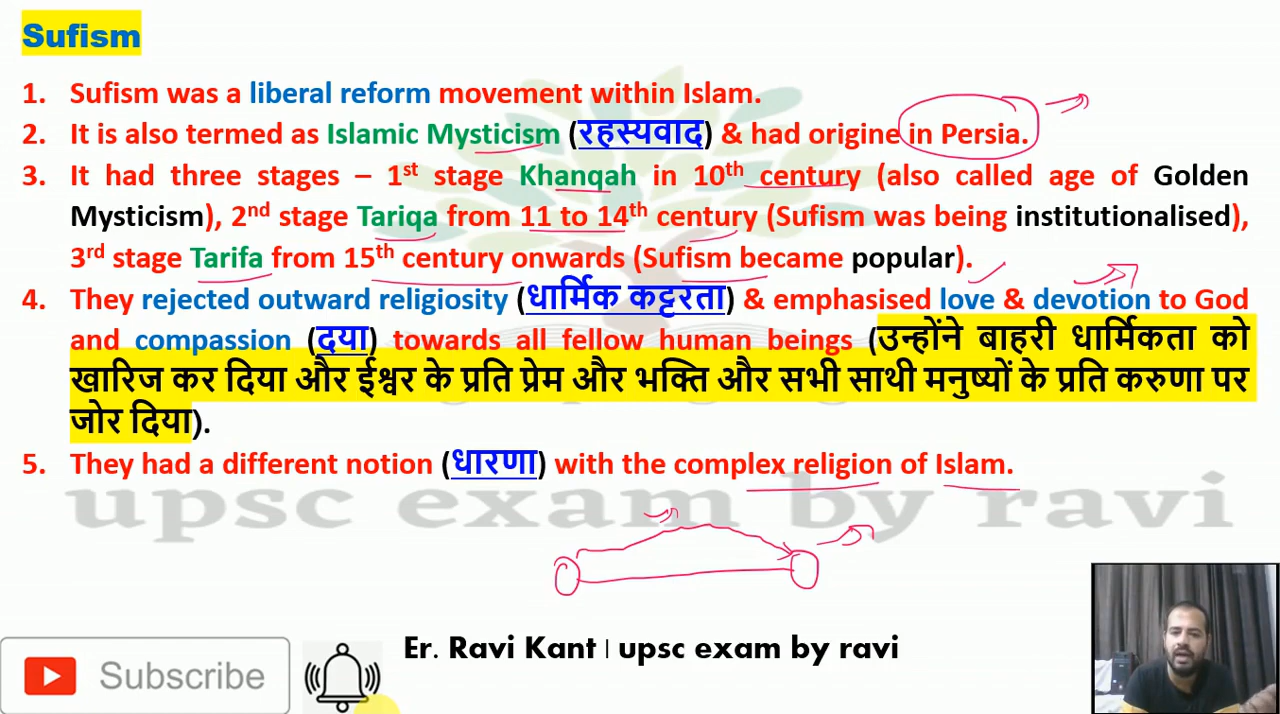 Sufism
1. Sufism was a liberal reform movement within Islam.
2. It is also termed as Islamic Mysticism (रहस्यवाद) & had origine in Persia.
3. It had three stages – 1st stage Khanqah in 10th century (also called age of Golden
Mysticism), 2nd stage Tariqa from 11 to 14th century (Sufism was being institutionalised),
3rd stage Tarifa from 15th century onwards (Sufism became popular).
4. They rejected outward religiosity (धार्मिक कट्टरता) & emphasised love & devotion to God
and compassion (दया) towards all fellow human beings (उन्होंने बाहरी धार्मिकता को
खारिज कर दिया और ईश्वर के प्रति प्रेम और भक्ति और सभी साथी मनुष्यों के प्रति करुणा पर
जोर दिया).
5. They had a different notion (धारणा) with the complex religion of Islam.
upsc exam by ravi
Er. Ravi Kant | upsc exam by ravi
Subscribe